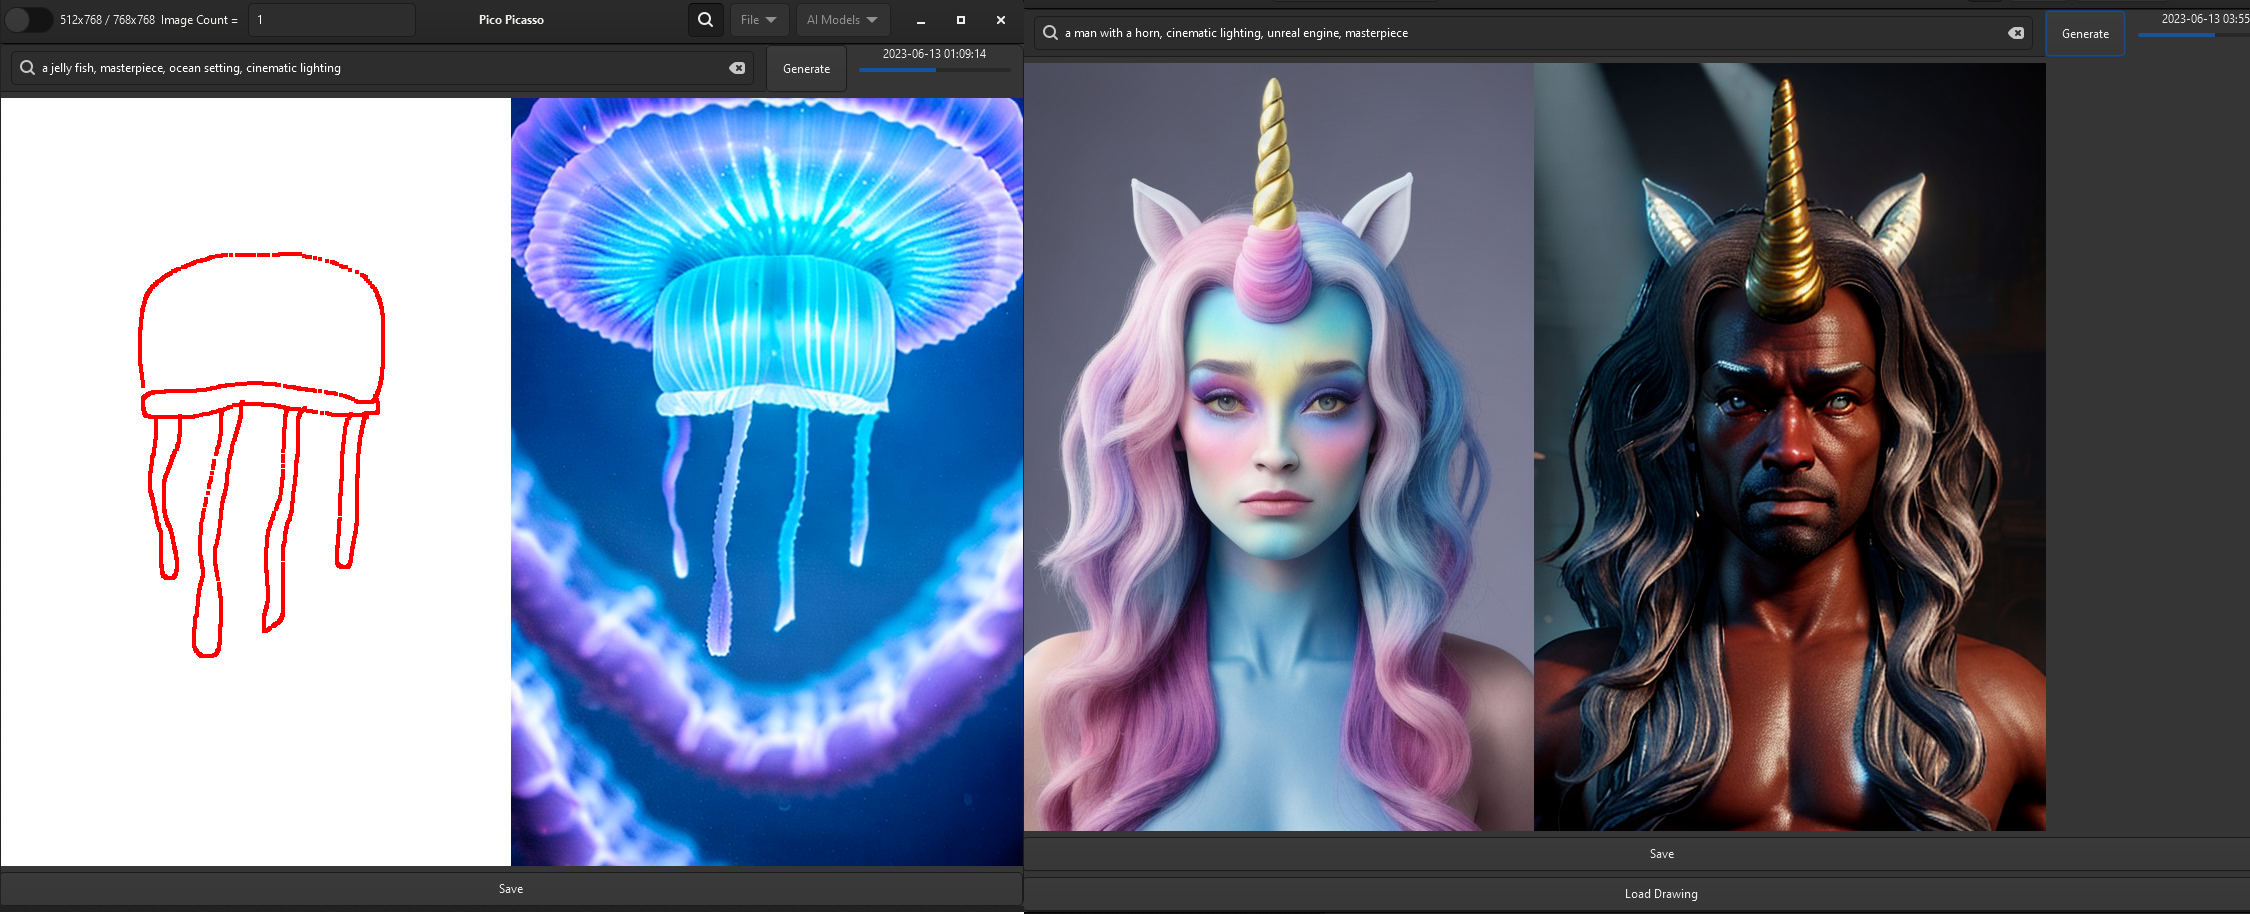 512x768 / 768x768 Image Count = 1 Pico Picasso File AI Models
a jelly fish, masterpiece, ocean setting, cinematic lighting Generate 2023-06-13 01:09:14
Save
a man with a horn, cinematic lighting, unreal engine, masterpiece Generate 2023-06-13 03:55
Save
Load Drawing